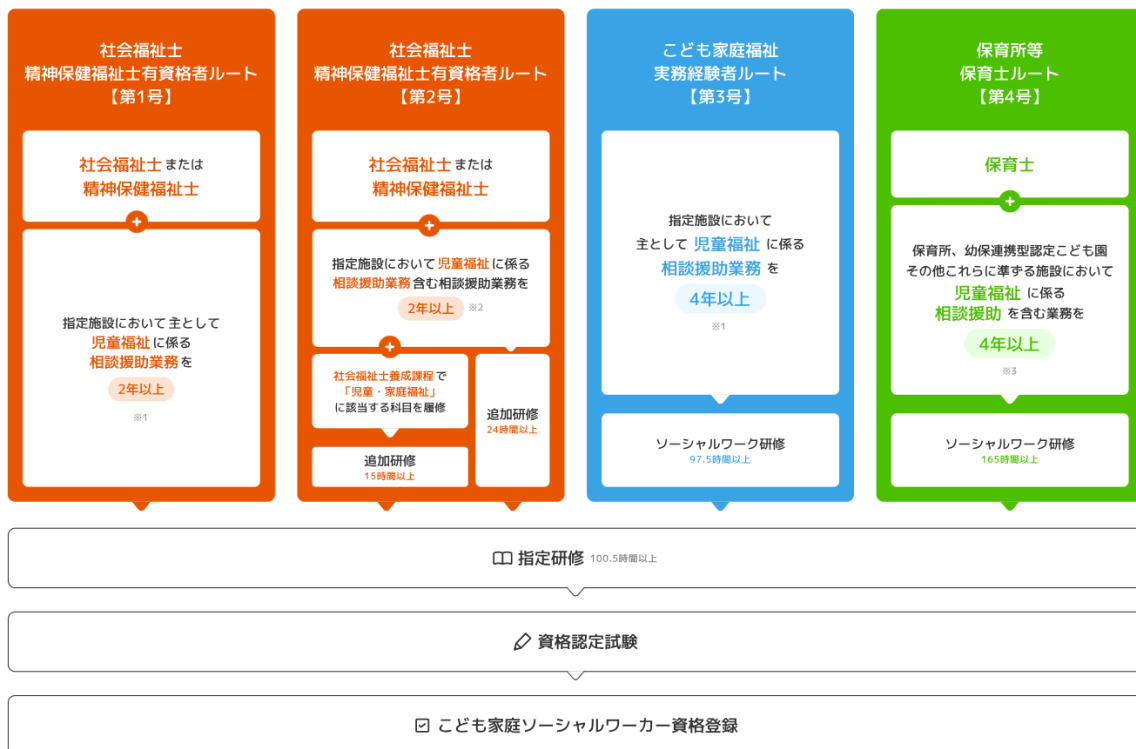 社会福祉士
精神保健福祉士有資格者ルート
【第1号】
社会福祉士 または
精神保健福祉士
指定施設において 主として
児童福祉 に係る
相談援助業務 を
2年以上
※1
社会福祉士
精神保健福祉士有資格者ルート
【第2号】
社会福祉士 または
精神保健福祉士
指定施設において 児童福祉 に係る
相談援助業務 含む相談援助業務を
2年以上 ※2
社会福祉士養成課程 で
「児童・家庭福祉」
に該当する科目を履修
追加研修
15時間以上
追加研修
24時間以上
こども家庭福祉
実務経験者ルート
【第3号】
指定施設において
主として 児童福祉 に係る
相談援助業務 を
4年以上
※1
ソーシャルワーク研修
97.5時間以上
保育所等
保育士ルート
【第4号】
保育士
保育所、幼保連携型認定こども園
その他これらに準ずる施設において
児童福祉 に係る
相談援助 を含む業務を
4年以上
※3
ソーシャルワーク研修
165時間以上
指定研修 100.5時間以上
資格認定試験
こども家庭ソーシャルワーカー資格登録